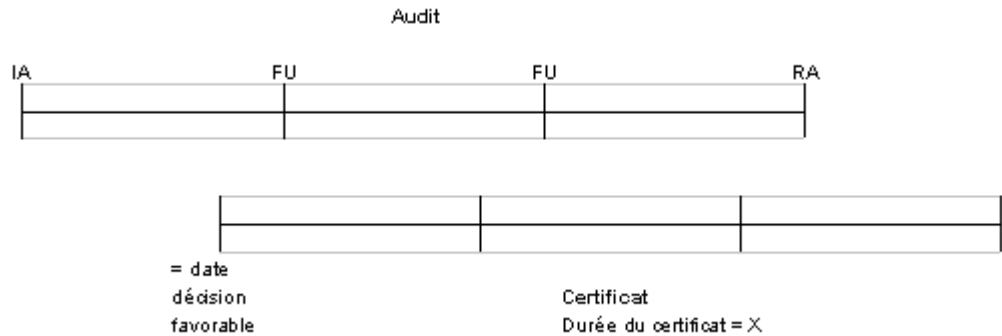 Audit
IA FU FU RA
= date
décision
favorable
Certificat
Durée du certificat = X